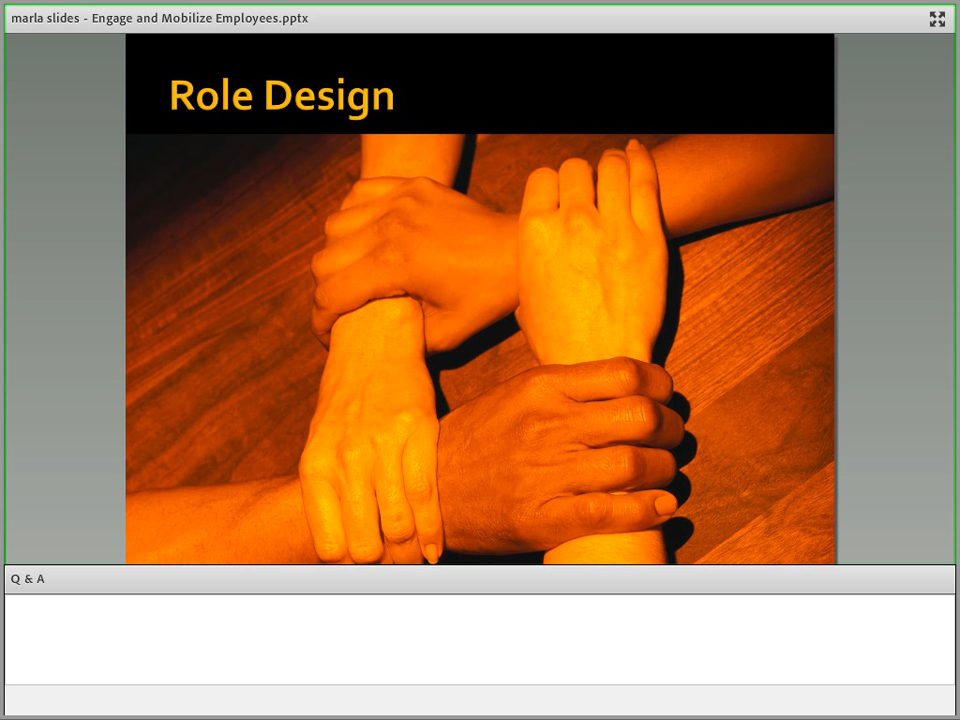 marla slides - Engage and Mobilize Employees.pptx
Role Design
Q & A